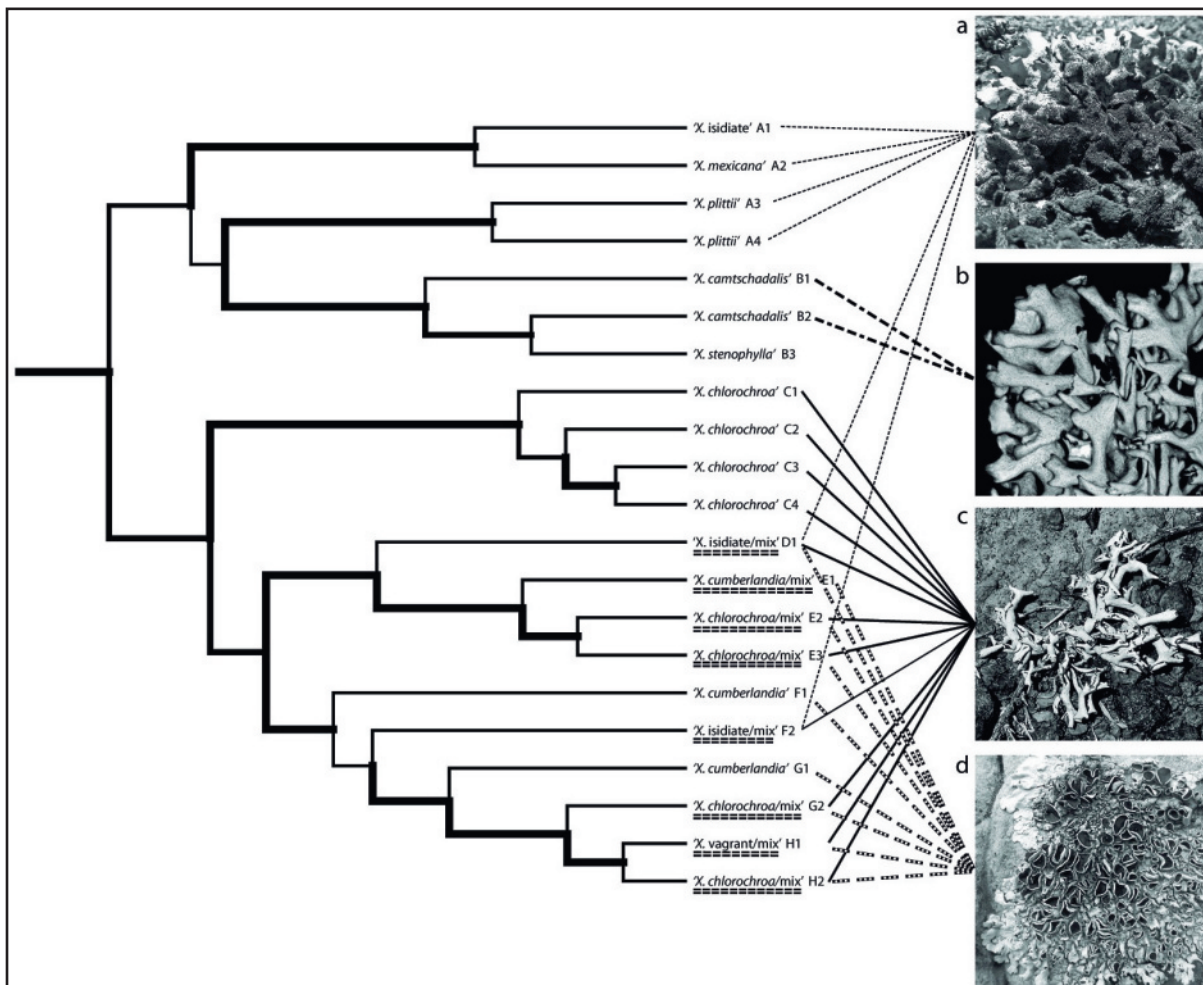 a
'X. isidiate' A1
'X. mexicana' A2
'X. plittii' A3
'X. plittii' A4
'X. camtschadalis' B1
b
'X. camtschadalis' B2
'X. stenophylla' B3
'X. chlorochroa' C1
'X. chlorochroa' C2
'X. chlorochroa' C3
'X. chlorochroa' C4
c
'X. isidiate/mix' D1
'X. cumberlandia/mix' E1
'X. chlorochroa/mix' E2
'X. chlorochroa/mix' E3
'X. cumberlandia' F1
'X. isidiate/mix' F2
d
'X. cumberlandia' G1
'X. chlorochroa/mix' G2
'X. vagrant/mix' H1
'X. chlorochroa/mix' H2